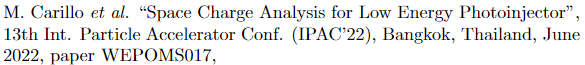 M. Carillo et al. “Space Charge Analysis for Low Energy Photoinjector”,
13th Int. Particle Accelerator Conf. (IPAC’22), Bangkok, Thailand, June
2022, paper WEPOMS017,